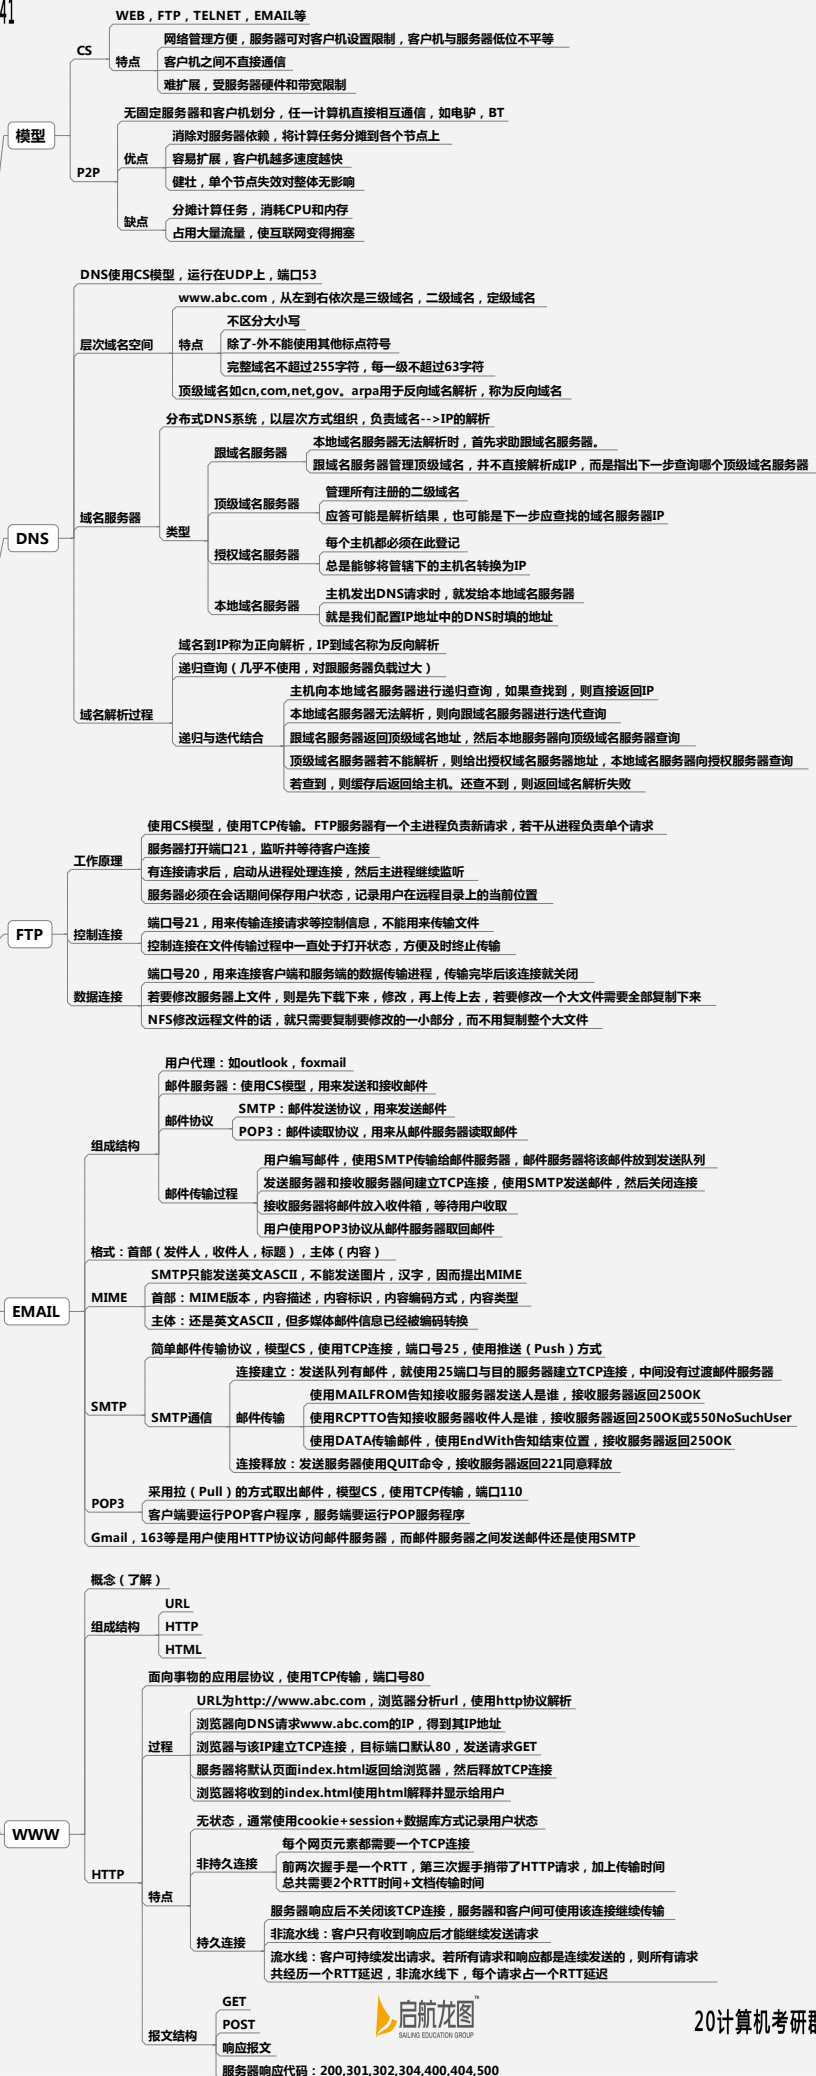 41
WEB，FTP，TELNET，EMAIL等
CS
网络管理方便，服务器可对客户机设置限制，客户机与服务器低位不平等
特点
客户机之间不直接通信
难扩展，受服务器硬件和带宽限制
模型
无固定服务器和客户机划分，任一计算机直接相互通信，如电驴，BT
消除对服务器依赖，将计算任务分摊到各个节点上
优点
容易扩展，客户机越多速度越快
P2P
健壮，单个节点失效对整体无影响
分摊计算任务，消耗CPU和内存
缺点
占用大量流量，使互联网变得拥塞
DNS使用CS模型，运行在UDP上，端口53
www.abc.com，从左到右依次是三级域名，二级域名，定级域名
不区分大小写
层次域名空间
特点
除了-外不能使用其他标点符号
完整域名不超过255字符，每一级不超过63字符
顶级域名如cn,com,net,gov。arpa用于反向域名解析，称为反向域名
分布式DNS系统，以层次方式组织，负责域名-->IP的解析
本地域名服务器无法解析时，首先求助跟域名服务器。
跟域名服务器
跟域名服务器管理顶级域名，并不直接解析成IP，而是指出下一步查询哪个顶级域名服务器
管理所有注册的二级域名
顶级域名服务器
应答可能是解析结果，也可能是下一步应查找的域名服务器IP
域名服务器
类型
DNS
每个主机都必须在此登记
授权域名服务器
总是能够将管辖下的主机名转换为IP
主机发出DNS请求时，就发给本地域名服务器
本地域名服务器
就是我们配置IP地址中的DNS时填的地址
域名到IP称为正向解析，IP到域名称为反向解析
递归查询（几乎不使用，对跟服务器负载过大）
主机向本地域名服务器进行递归查询，如果查找到，则直接返回IP
域名解析过程
本地域名服务器无法解析，则向跟域名服务器进行迭代查询
递归与迭代结合
跟域名服务器返回顶级域名地址，然后本地服务器向顶级域名服务器查询
顶级域名服务器若不能解析，则给出授权域名服务器地址，本地域名服务器向授权服务器查询
若查到，则缓存后返回给主机。还查不到，则返回域名解析失败
使用CS模型，使用TCP传输。FTP服务器有一个主进程负责新请求，若干从进程负责单个请求
服务器打开端口21，监听并等待客户连接
工作原理
有连接请求后，启动从进程处理连接，然后主进程继续监听
服务器必须在会话期间保存用户状态，记录用户在远程目录上的当前位置
FTP
端口号21，用来传输连接请求等控制信息，不能用来传输文件
控制连接
控制连接在文件传输过程中一直处于打开状态，方便及时终止传输
端口号20，用来连接客户端和服务端的数据传输进程，传输完毕后该连接就关闭
数据连接
若要修改服务器上文件，则是先下载下来，修改，再上传上去，若要修改一个大文件需要全部复制下来
NFS修改远程文件的话，就只需要复制要修改的一小部分，而不用复制整个大文件
用户代理：如outlook，foxmail
邮件服务器：使用CS模型，用来发送和接收邮件
SMTP：邮件发送协议，用来发送邮件
邮件协议
POP3：邮件读取协议，用来从邮件服务器读取邮件
组成结构
用户编写邮件，使用SMTP传输给邮件服务器，邮件服务器将该邮件放到发送队列
发送服务器和接收服务器间建立TCP连接，使用SMTP发送邮件，然后关闭连接
邮件传输过程
接收服务器将邮件放入收件箱，等待用户收取
用户使用POP3协议从邮件服务器取回邮件
格式：首部（发件人，收件人，标题），主体（内容）
SMTP只能发送英文ASCII，不能发送图片，汉字，因而提出MIME
MIME
首部：MIME版本，内容描述，内容标识，内容编码方式，内容类型
EMAIL
主体：还是英文ASCII，但多媒体邮件信息已经被编码转换
简单邮件传输协议，模型CS，使用TCP连接，端口号25，使用推送（Push）方式
连接建立：发送队列有邮件，就使用25端口与目的服务器建立TCP连接，中间没有过渡邮件服务器
使用MAILFROM告知接收服务器发送人是谁，接收服务器返回250OK
SMTP
SMTP通信
邮件传输
使用RCPTTO告知接收服务器收件人是谁，接收服务器返回250OK或550NoSuchUser
使用DATA传输邮件，使用EndWith告知结束位置，接收服务器返回250OK
连接释放：发送服务器使用QUIT命令，接收服务器返回221同意释放
采用拉（Pull）的方式取出邮件，模型CS，使用TCP传输，端口110
POP3
客户端要运行POP客户程序，服务端要运行POP服务程序
Gmail，163等是用户使用HTTP协议访问邮件服务器，而邮件服务器之间发送邮件还是使用SMTP
概念（了解）
URL
组成结构
HTTP
HTML
面向事物的应用层协议，使用TCP传输，端口号80
URL为http://www.abc.com，浏览器分析url，使用http协议解析
浏览器向DNS请求www.abc.com的IP，得到其IP地址
过程
浏览器与该IP建立TCP连接，目标端口默认80，发送请求GET
服务器将默认页面index.html返回给浏览器，然后释放TCP连接
浏览器将收到的index.html使用html解释并显示给用户
无状态，通常使用cookie+session+数据库方式记录用户状态
WWW
每个网页元素都需要一个TCP连接
非持久连接
前两次握手是一个RTT，第三次握手捎带了HTTP请求，加上传输时间
总共需要2个RTT时间+文档传输时间
HTTP
特点
服务器响应后不关闭该TCP连接，服务器和客户间可使用该连接继续传输
非流水线：客户只有收到响应后才能继续发送请求
持久连接
流水线：客户可持续发出请求。若所有请求和响应都是连续发送的，则所有请求
共经历一个RTT延迟，非流水线下，每个请求占一个RTT延迟
GET
POST
报文结构
响应报文
服务器响应代码：200,301,302,304,400,404,500
启航龙图™
SAILING EDUCATION GROUP
20计算机考研群